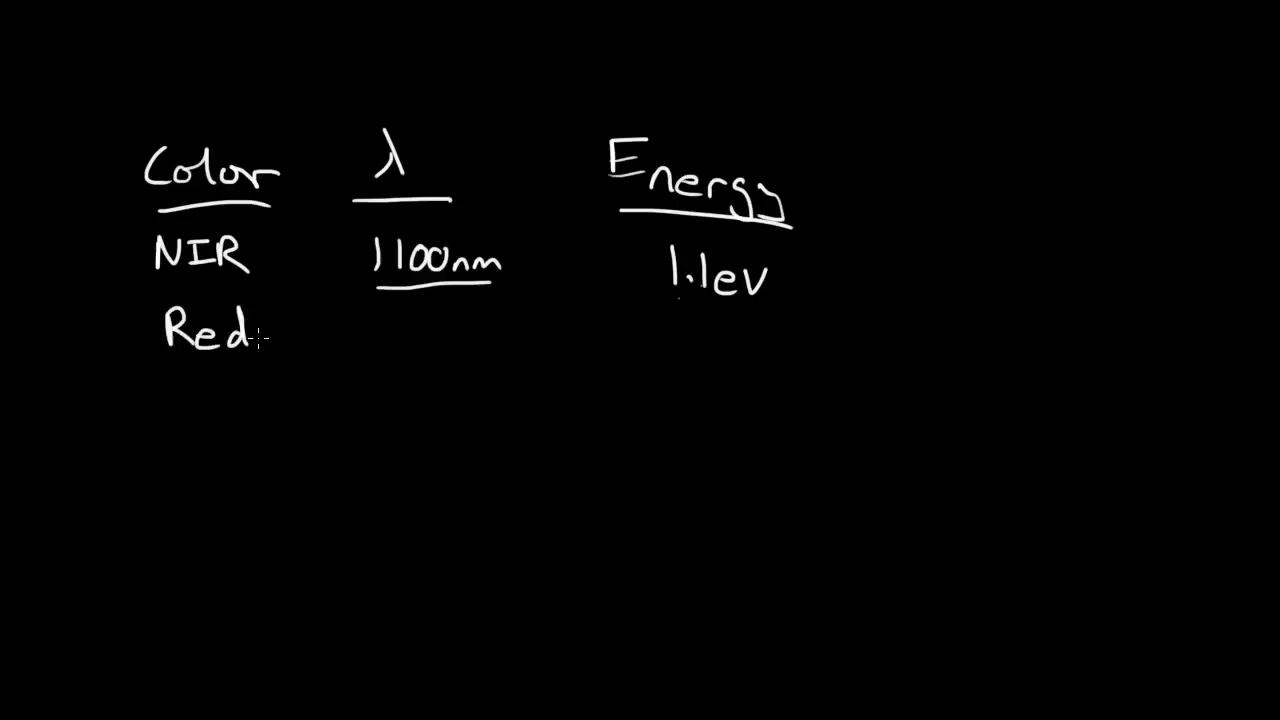 Color λ Energy
NIR 1100nm 1.1ev
Red